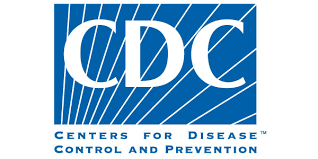 CDC
CENTERS FOR DISEASE™
CONTROL AND PREVENTION